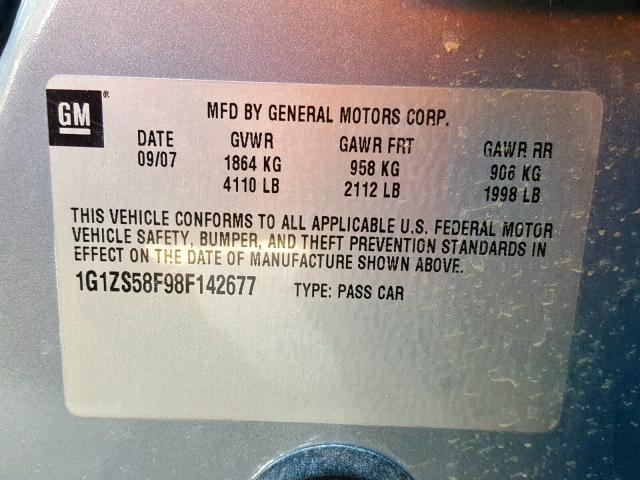 GM®
MFD BY GENERAL MOTORS CORP.
DATE GVWR GAWR FRT GAWR RR
09/07 1864 KG 958 KG 906 KG
4110 LB 2112 LB 1998 LB
THIS VEHICLE CONFORMS TO ALL APPLICABLE U.S. FEDERAL MOTOR
VEHICLE SAFETY, BUMPER, AND THEFT PREVENTION STANDARDS IN
EFFECT ON THE DATE OF MANUFACTURE SHOWN ABOVE.
1G1ZS58F98F142677 TYPE: PASS CAR